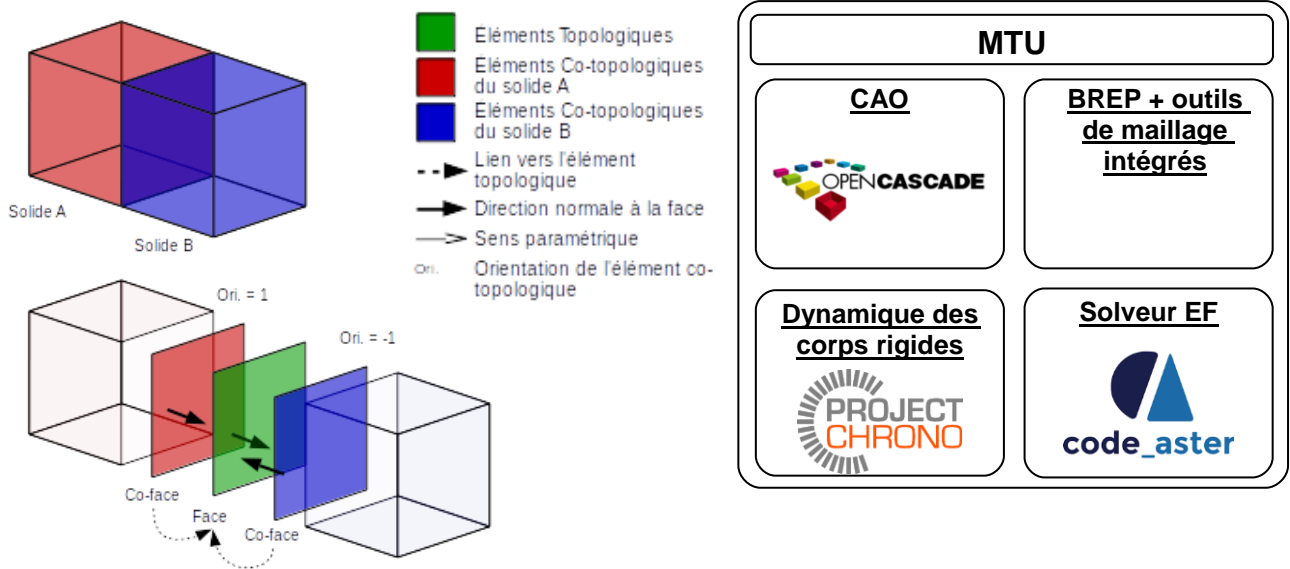 Éléments Topologiques
Éléments Co-topologiques
du solide A
Éléments Co-topologiques
du solide B
Lien vers l'élément
topologique
Direction normale à la face
Sens paramétrique
Ori. Orientation de l'élément co-
topologique
Solide A
Solide B
Ori. = 1
Ori. = -1
Co-face
Face
Co-face
MTU
CAO
OPENCASCADE
BREP + outils
de maillage
intégrés
Dynamique des
corps rigides
PROJECT
CHRONO
Solveur EF
code_aster